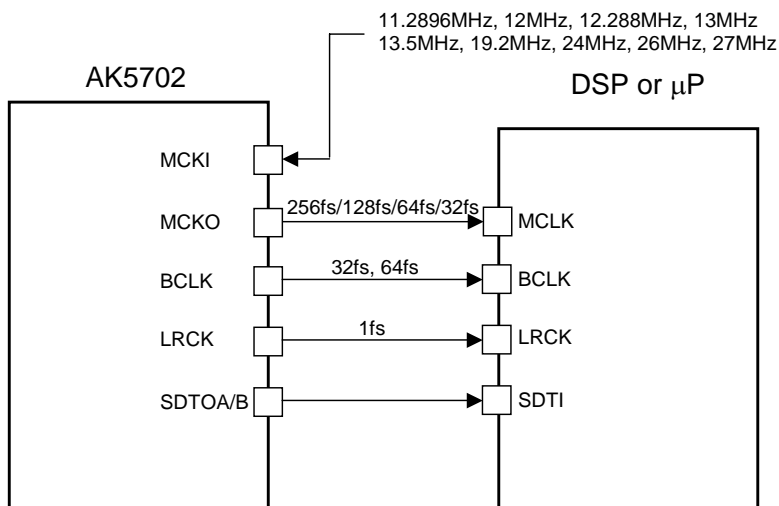 11.2896MHz, 12MHz, 12.288MHz, 13MHz
13.5MHz, 19.2MHz, 24MHz, 26MHz, 27MHz
AK5702
DSP or μP
MCKI
MCKO
256fs/128fs/64fs/32fs
MCLK
BCLK
32fs, 64fs
BCLK
LRCK
1fs
LRCK
SDTOA/B
SDTI